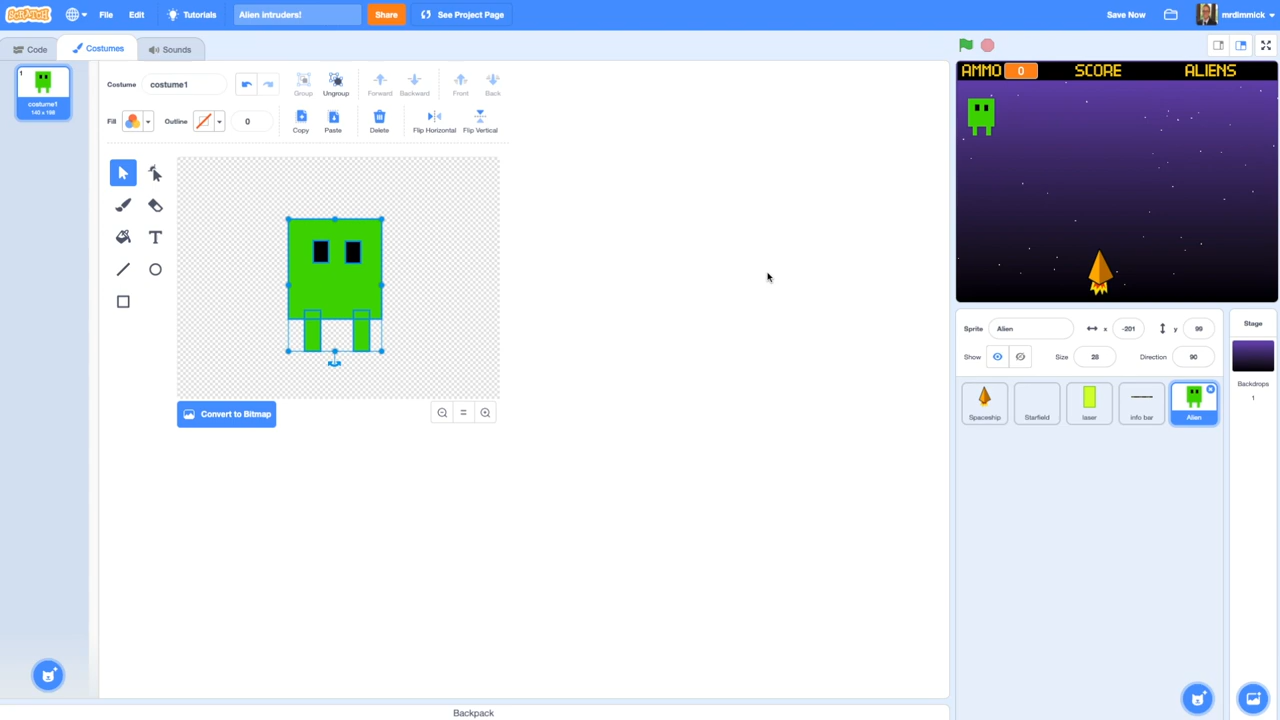 SCRATCH File Edit Tutorials Alien intruders! Share See Project Page Save Now mrdimmick
Code Costumes Sounds
1
costume1
140 x 198
Costume costume1 Group Ungroup Forward Backward Front Back
Fill Outline 0 Copy Paste Delete Flip Horizontal Flip Vertical
Convert to Bitmap
AMMO 0 SCORE ALIENS
Sprite Alien x -201 y 99
Show Size 28 Direction 90
Spaceship Starfield laser info bar Alien
Stage
Backdrops
1
Backpack